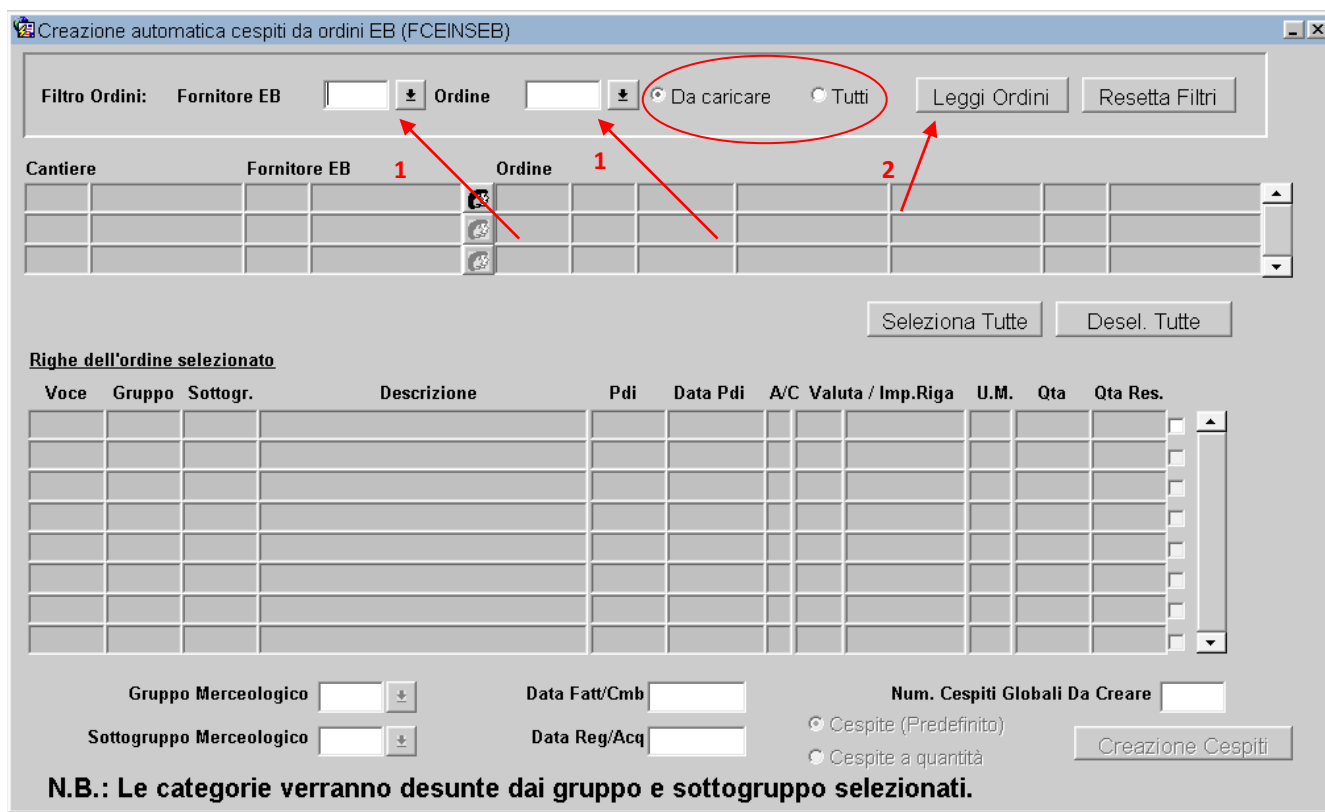 Creazione automatica cespiti da ordini EB (FCEINSEB)
Filtro Ordini: Fornitore EB Ordine Da caricare Tutti Leggi Ordini Resetta Filtri
Cantiere Fornitore EB 1 Ordine 1 2
Seleziona Tutte Desel. Tutte
Righe dell'ordine selezionato
Voce Gruppo Sottogr. Descrizione Pdi Data Pdi A/C Valuta / Imp.Riga U.M. Qta Qta Res.
Gruppo Merceologico Data Fatt/Cmb Num. Cespiti Globali Da Creare
Cespite (Predefinito)
Sottogruppo Merceologico Data Reg/Acq Creazione Cespiti
Cespite a quantità
N.B.: Le categorie verranno desunte dai gruppo e sottogruppo selezionati.